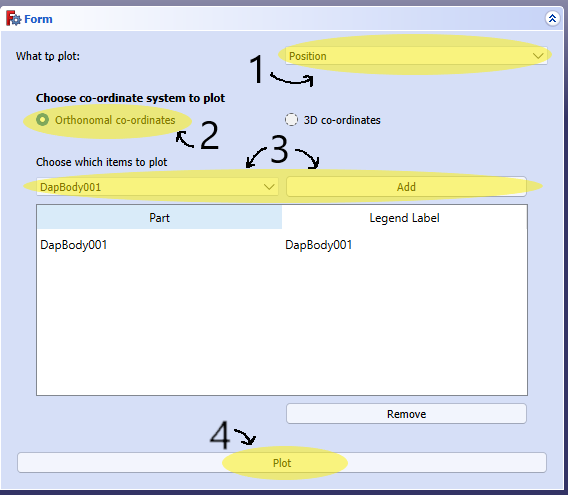 Form
What to plot:
Position
1
Choose co-ordinate system to plot
Orthonomal co-ordinates
3D co-ordinates
2
Choose which items to plot
3
DapBody001
Add
Part
Legend Label
DapBody001
DapBody001
Remove
4
Plot